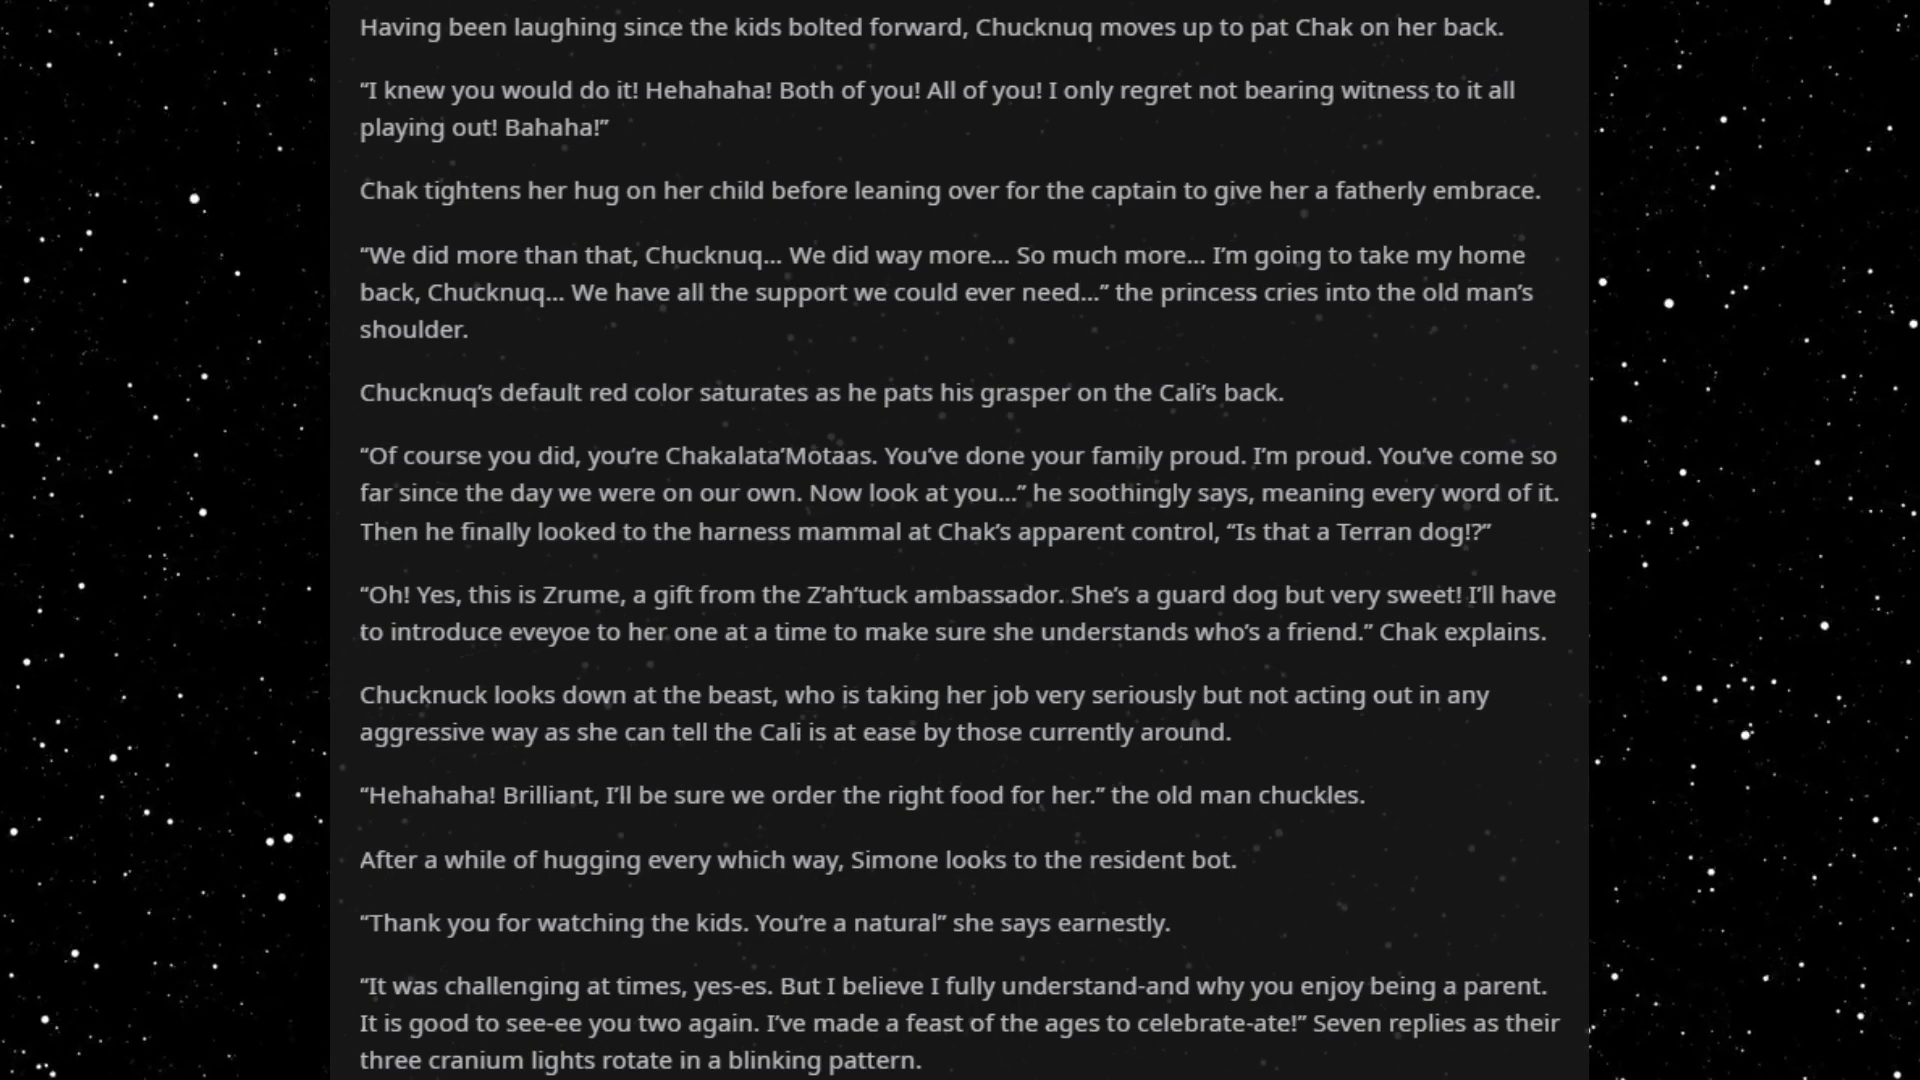 Having been laughing since the kids bolted forward, Chucknuq moves up to pat Chak on her back.
“I knew you would do it! Hehahaha! Both of you! All of you! I only regret not bearing witness to it all
playing out! Bahaha!”
Chak tightens her hug on her child before leaning over for the captain to give her a fatherly embrace.
“We did more than that, Chucknuq... We did way more... So much more... I’m going to take my home
back, Chucknuq... We have all the support we could ever need...” the princess cries into the old man’s
shoulder.
Chucknuq’s default red color saturates as he pats his grasper on the Cali’s back.
“Of course you did, you’re Chakalata’Motaas. You’ve done your family proud. I’m proud. You’ve come so
far since the day we were on our own. Now look at you...” he soothingly says, meaning every word of it.
Then he finally looked to the harness mammal at Chak’s apparent control, “Is that a Terran dog!?”
“Oh! Yes, this is Zrume, a gift from the Z’ah’tuck ambassador. She’s a guard dog but very sweet! I’ll have
to introduce eveyoe to her one at a time to make sure she understands who’s a friend.” Chak explains.
Chucknuck looks down at the beast, who is taking her job very seriously but not acting out in any
aggressive way as she can tell the Cali is at ease by those currently around.
“Hehahaha! Brilliant, I’ll be sure we order the right food for her.” the old man chuckles.
After a while of hugging every which way, Simone looks to the resident bot.
“Thank you for watching the kids. You’re a natural” she says earnestly.
“It was challenging at times, yes-es. But I believe I fully understand-and why you enjoy being a parent.
It is good to see-ee you two again. I’ve made a feast of the ages to celebrate-ate!” Seven replies as their
three cranium lights rotate in a blinking pattern.